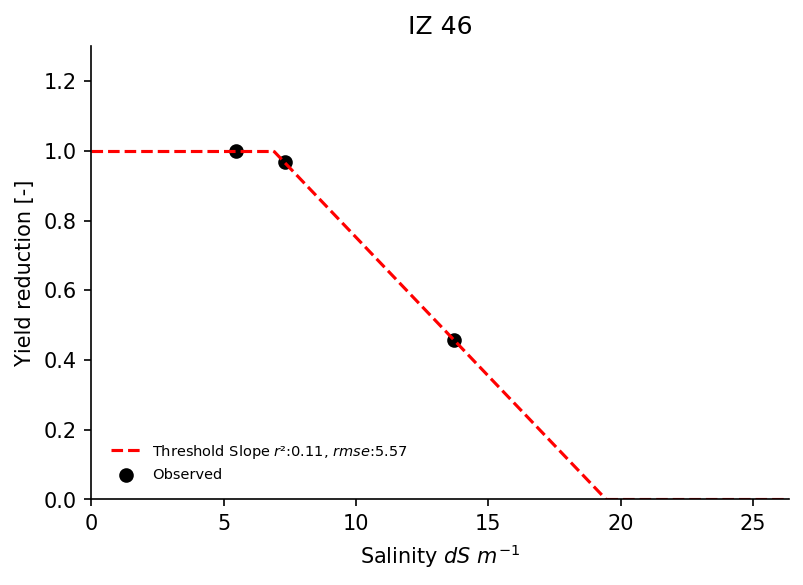 IZ 46
1.2
1.0
0.8
0.6
0.4
0.2
0.0
Yield reduction [-]
Threshold Slope r²:0.11, rmse:5.57
Observed
0 5 10 15 20 25
Salinity dS m⁻¹